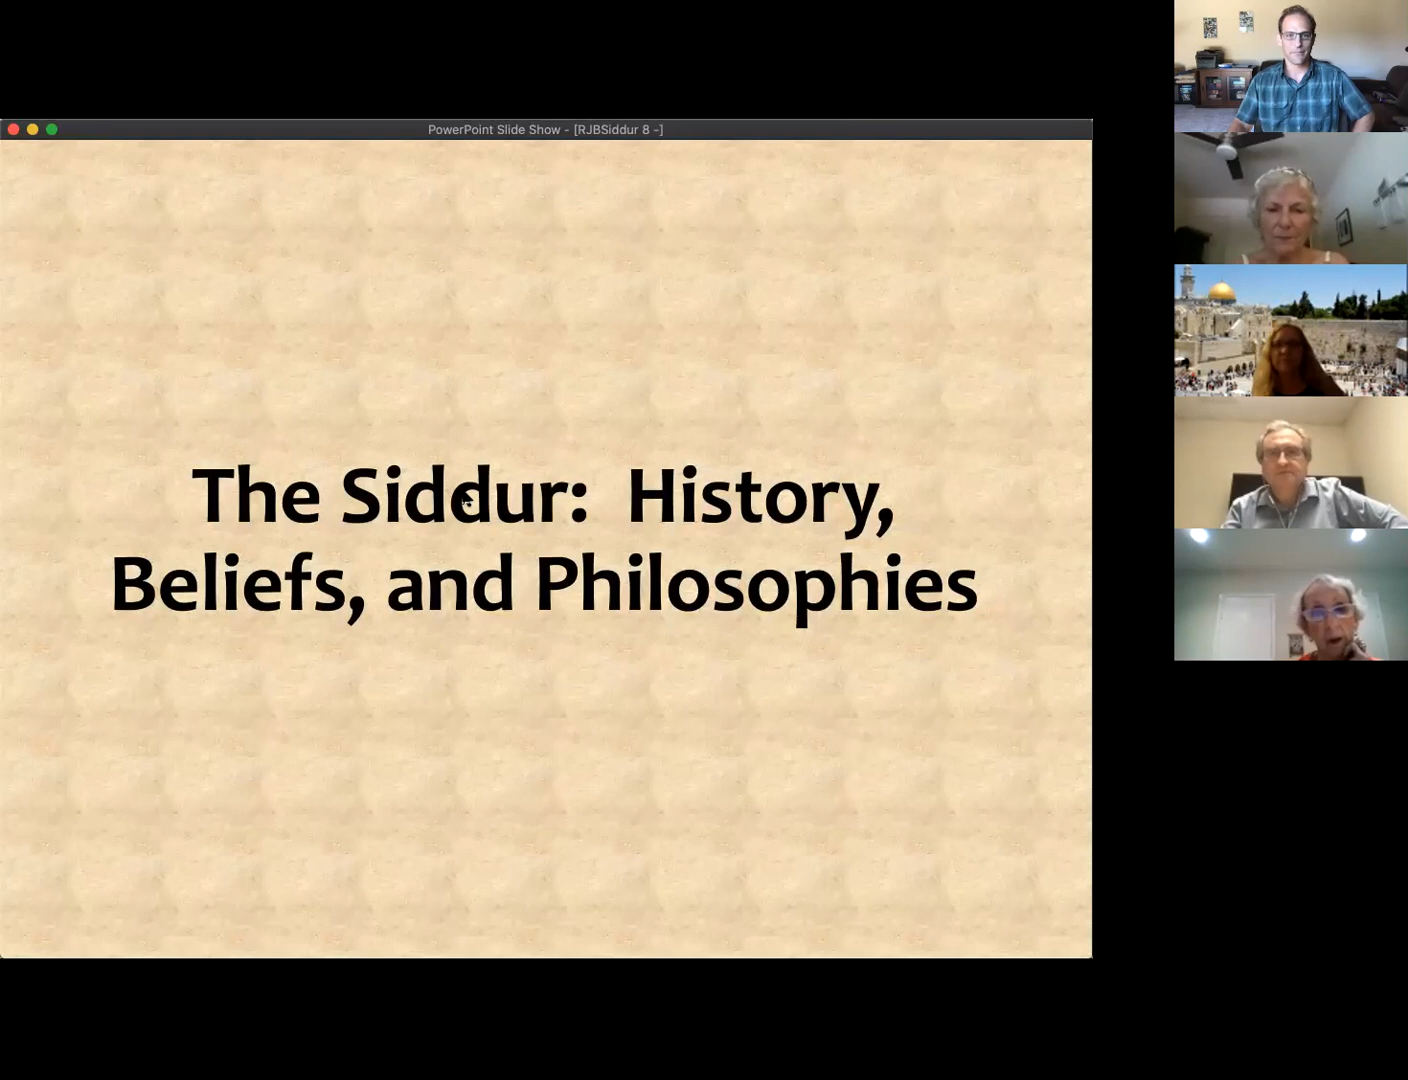 PowerPoint Slide Show - [RJBSiddur 8 -]
The Siddur:  History,
Beliefs, and Philosophies